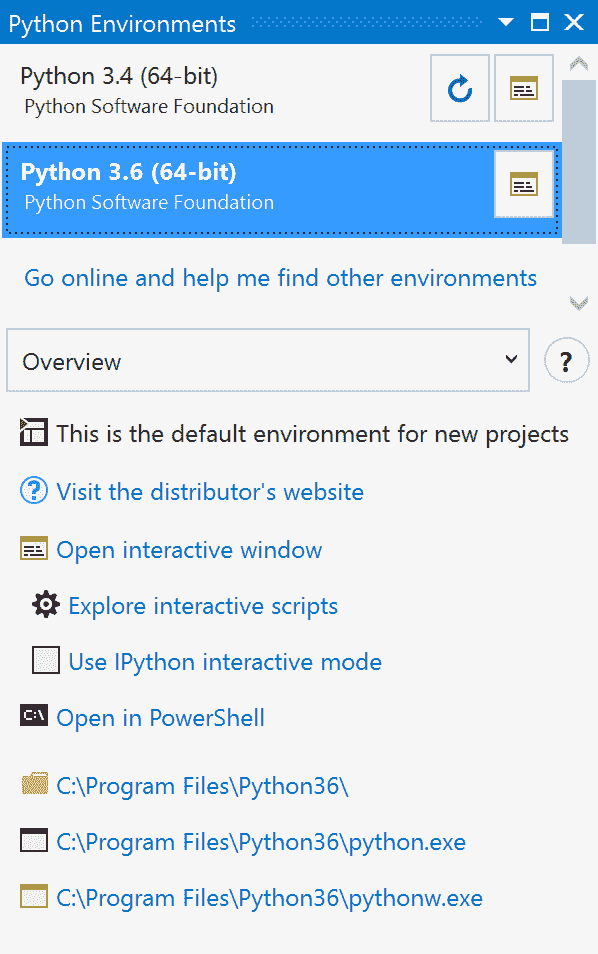 Python Environments
Python 3.4 (64-bit)
Python Software Foundation
Python 3.6 (64-bit)
Python Software Foundation
Go online and help me find other environments
Overview
?
This is the default environment for new projects
? Visit the distributor's website
Open interactive window
Explore interactive scripts
Use IPython interactive mode
C:\ Open in PowerShell
C:\Program Files\Python36\
C:\Program Files\Python36\python.exe
C:\Program Files\Python36\pythonw.exe